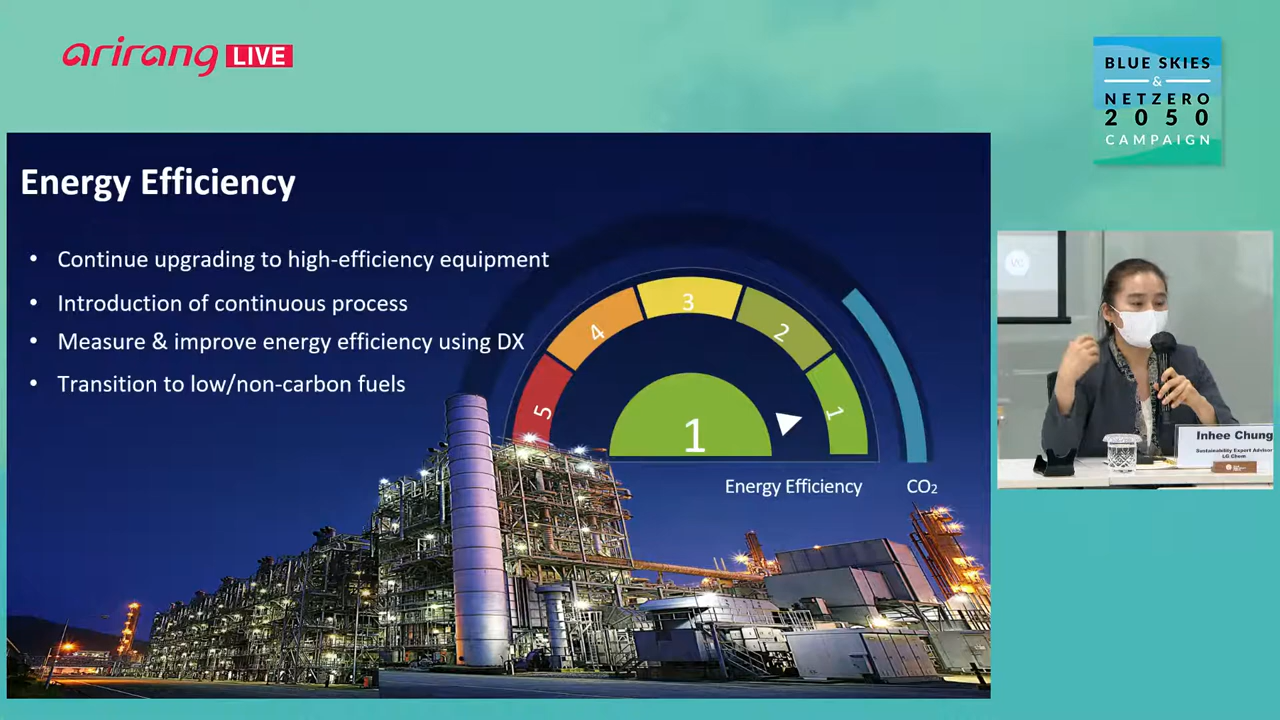 arirang LIVE
BLUE SKIES
&
NETZERO
2050
CAMPAIGN
Energy Efficiency
• Continue upgrading to high-efficiency equipment
• Introduction of continuous process
• Measure & improve energy efficiency using DX
• Transition to low/non-carbon fuels
5
4
3
2
1
1
Energy Efficiency
CO₂
Inhee Chung
Sustainability Expert Advisor
LG Chem